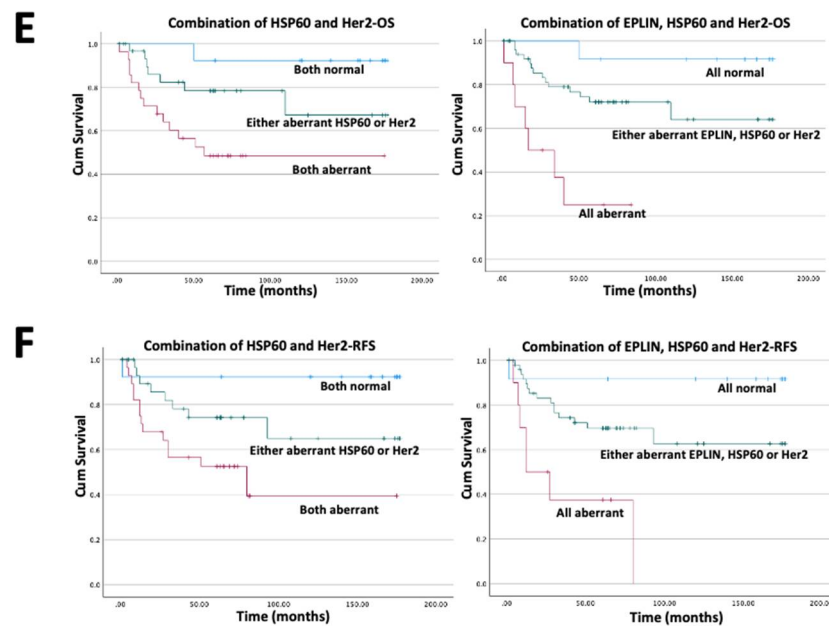 E
Combination of HSP60 and Her2-OS
Cum Survival
1.0
0.8
0.6
0.4
0.2
0.0
Both normal
Either aberrant HSP60 or Her2
Both aberrant
.00 50.00 100.00 150.00 200.00
Time (months)
Combination of EPLIN, HSP60 and Her2-OS
Cum Survival
1.0
0.8
0.6
0.4
0.2
0.0
All normal
Either aberrant EPLIN, HSP60 or Her2
All aberrant
.00 50.00 100.00 150.00 200.00
Time (months)
F
Combination of HSP60 and Her2-RFS
Cum Survival
1.0
0.8
0.6
0.4
0.2
0.0
Both normal
Either aberrant HSP60 or Her2
Both aberrant
.00 50.00 100.00 150.00 200.00
Time (months)
Combination of EPLIN, HSP60 and Her2-RFS
Cum Survival
1.0
0.8
0.6
0.4
0.2
0.0
All normal
Either aberrant EPLIN, HSP60 or Her2
All aberrant
.00 50.00 100.00 150.00 200.00
Time (months)